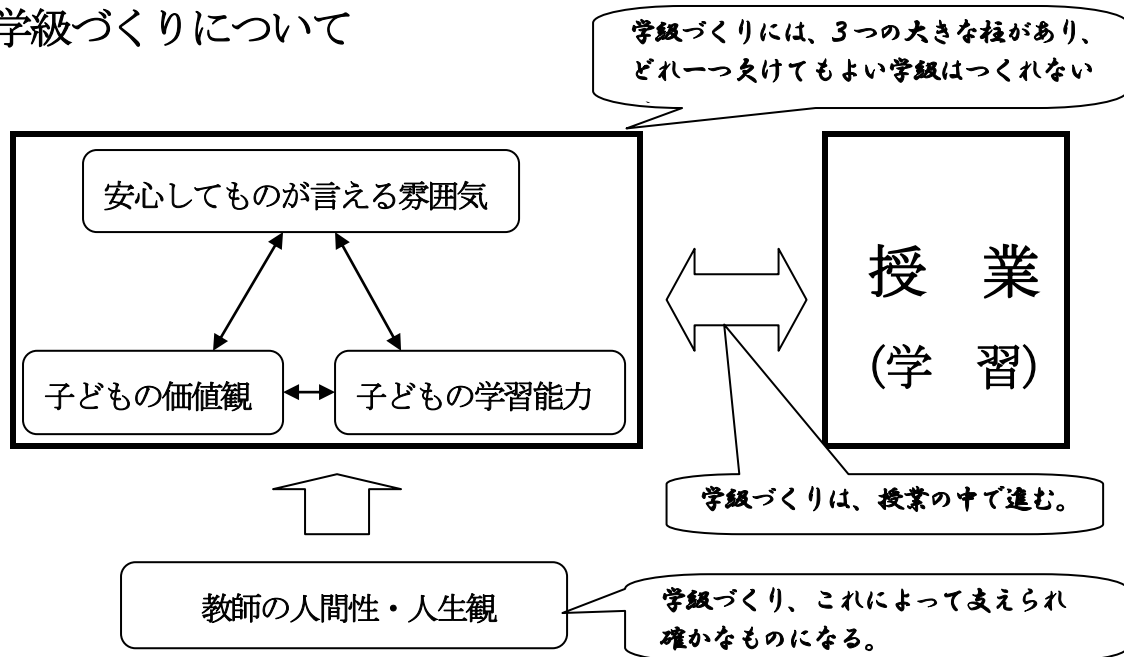 学級づくりについて
学級づくりには、3つの大きな柱があり、
どれ一つ欠けてもよい学級はつくれない
安心してものが言える雰囲気
子どもの価値観
子どもの学習能力
授　業
(学　習)
学級づくりは、授業の中で進む。
教師の人間性・人生観
学級づくり、これによって支えられ
確かなものになる。